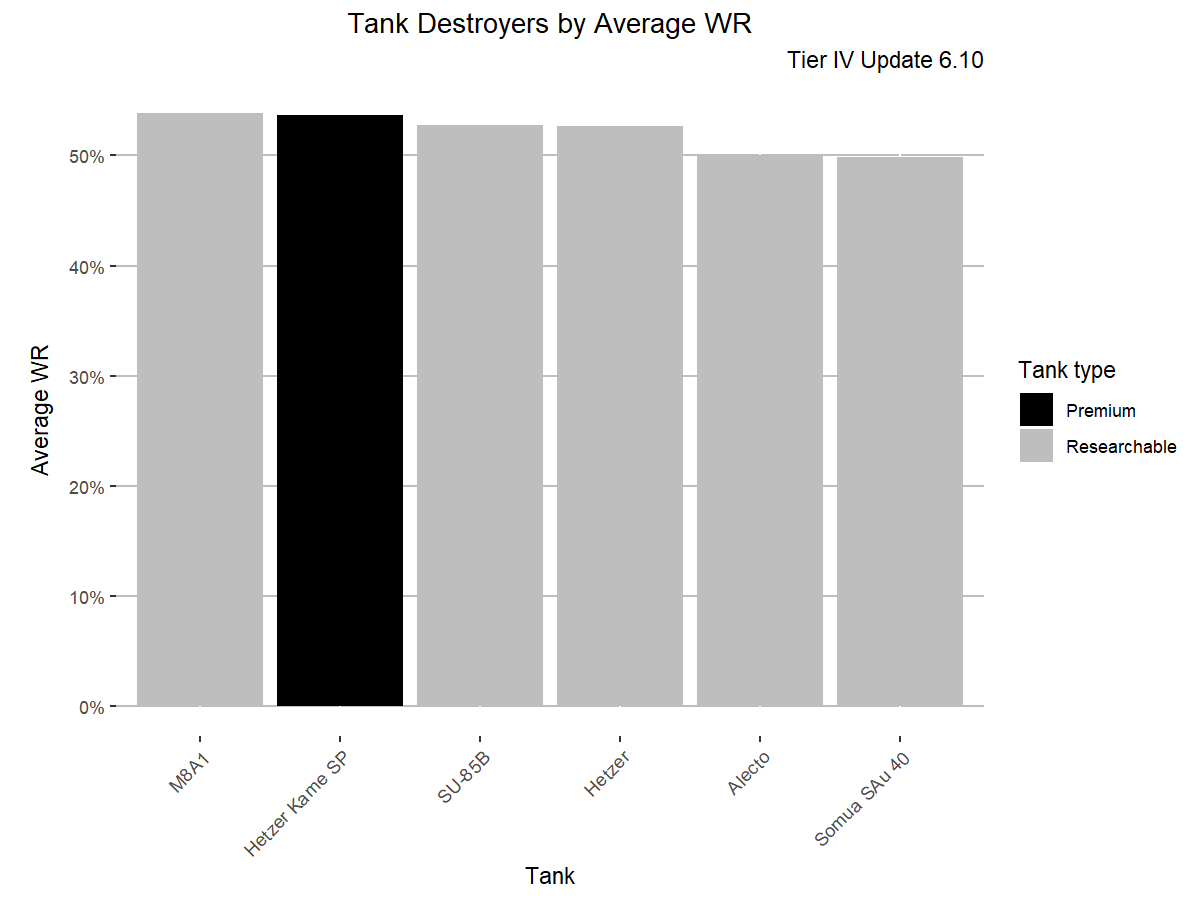 Tank Destroyers by Average WR
Tier IV Update 6.10
Average WR
50%
40%
30%
20%
10%
0%
M8A1
Hetzer Kame SP
SU-85B
Hetzer
Alecto
Somua SAu 40
Tank
Tank type
Premium
Researchable